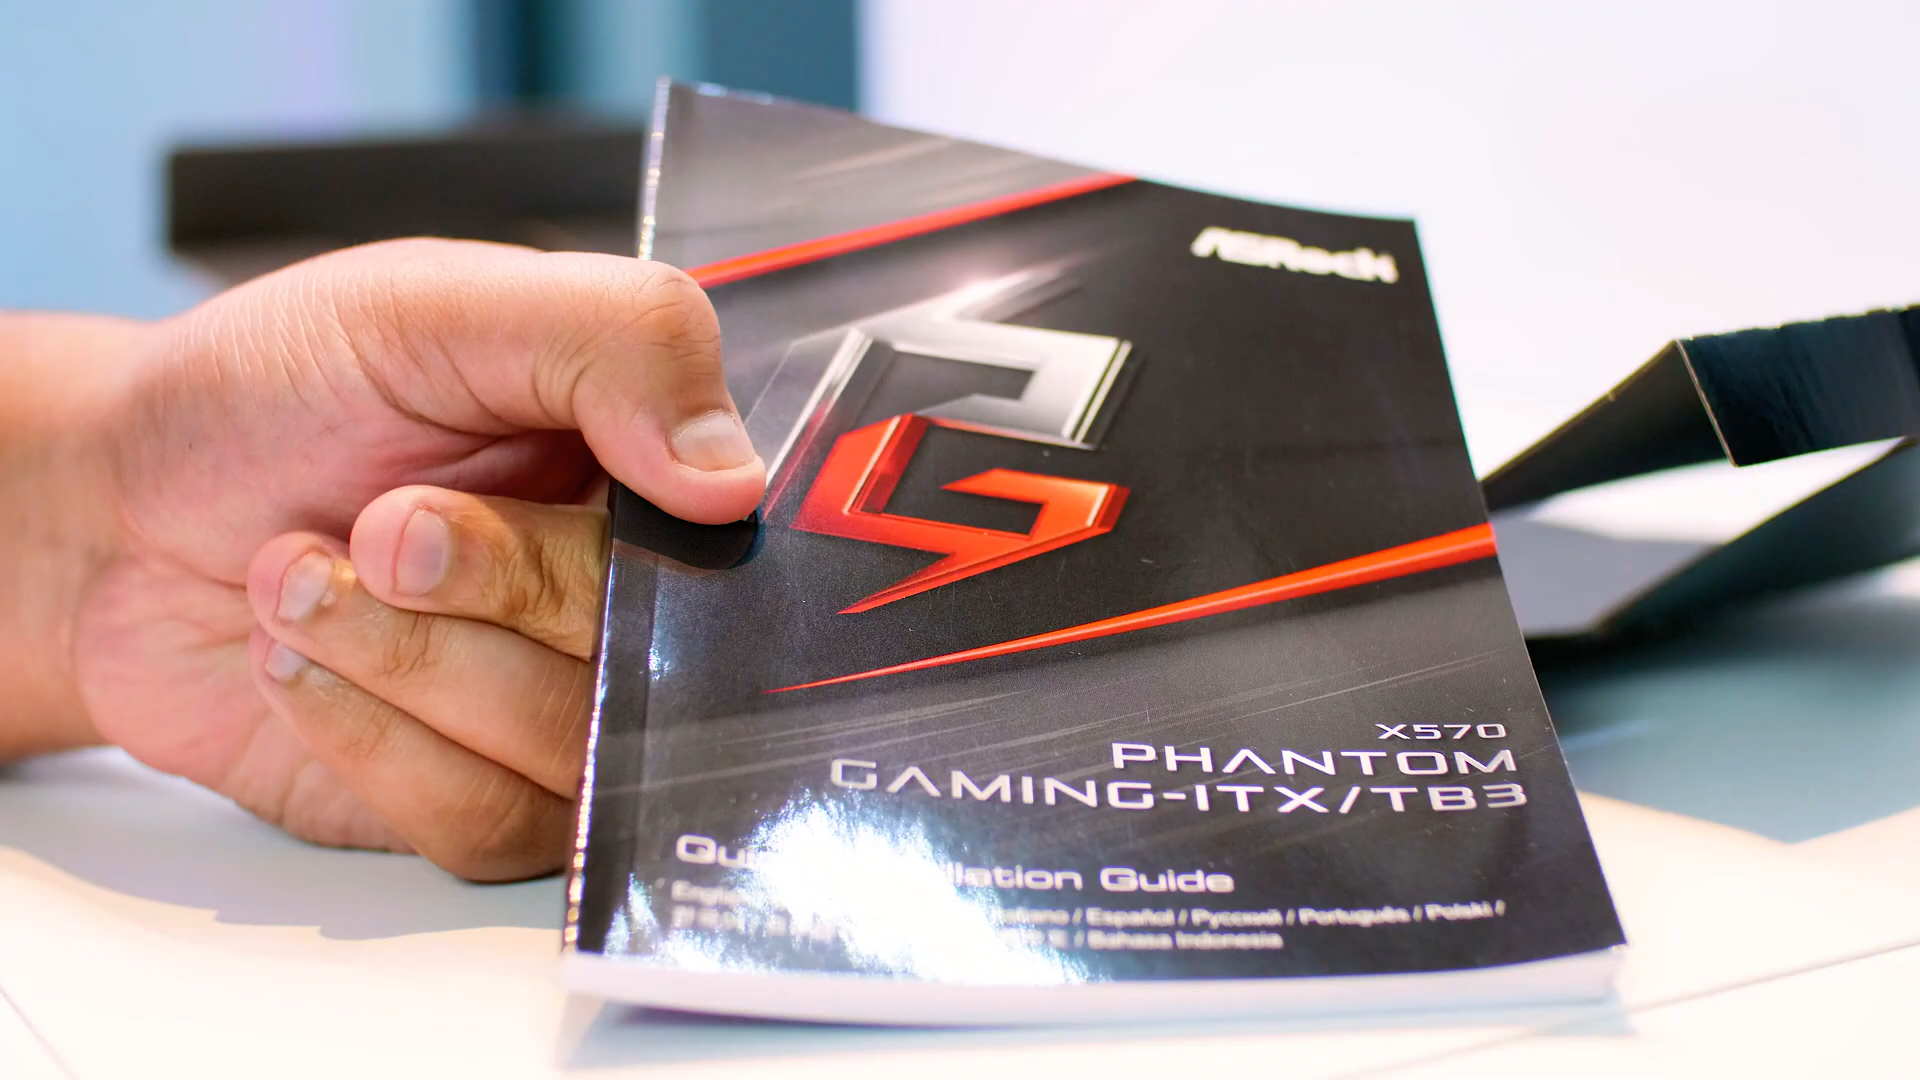 ASRock
X570
PHANTOM
GAMING-ITX/TB3
Guide
/ Español / Русский / Português / Polski /
/ Bahasa Indonesia